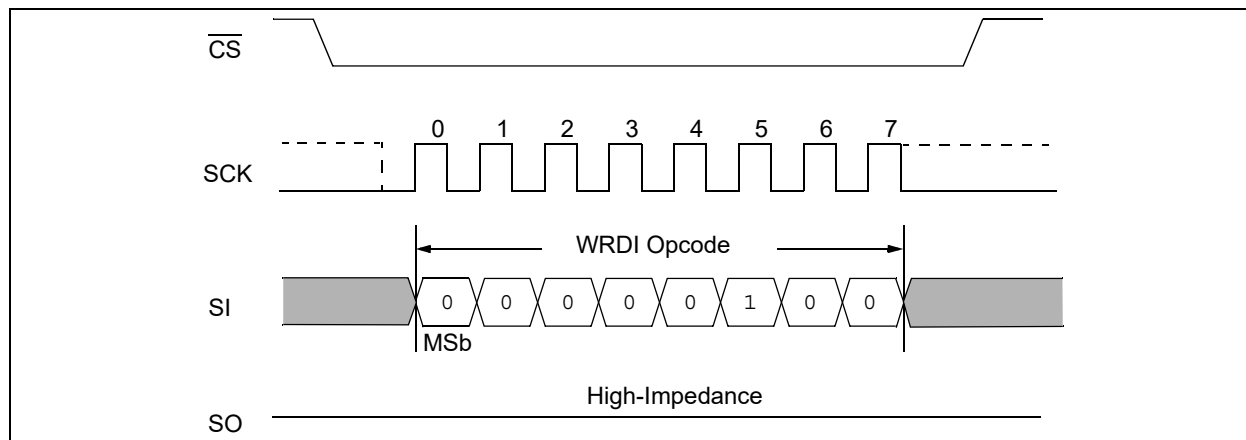 CS
0 1 2 3 4 5 6 7
SCK
WRDI Opcode
SI
0 0 0 0 0 1 0 0
MSb
High-Impedance
SO